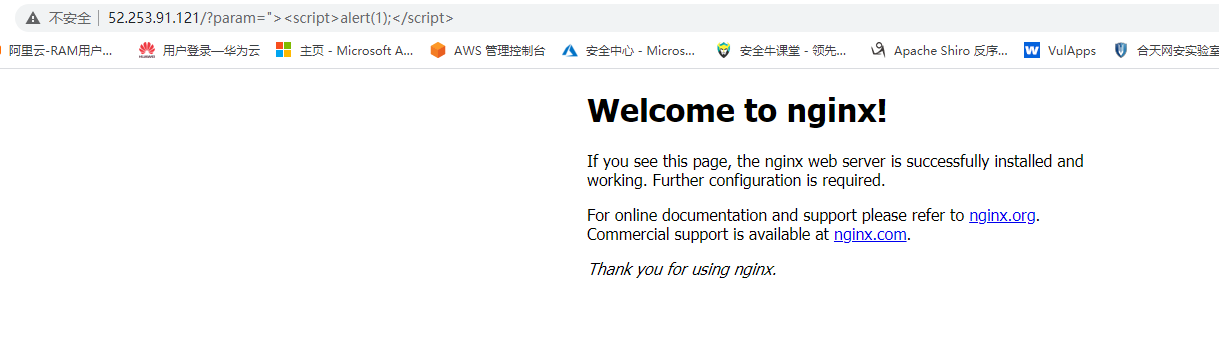 不安全 | 52.253.91.121/?param="><script>alert(1);</script>
阿里云-RAM用户... 用户登录—华为云 主页 - Microsoft A... AWS 管理控制台 安全中心 - Micros... 安全牛课堂 - 领先... Apache Shiro 反序... VulApps 合天网安实验室
Welcome to nginx!
If you see this page, the nginx web server is successfully installed and
working. Further configuration is required.
For online documentation and support please refer to nginx.org.
Commercial support is available at nginx.com.
Thank you for using nginx.